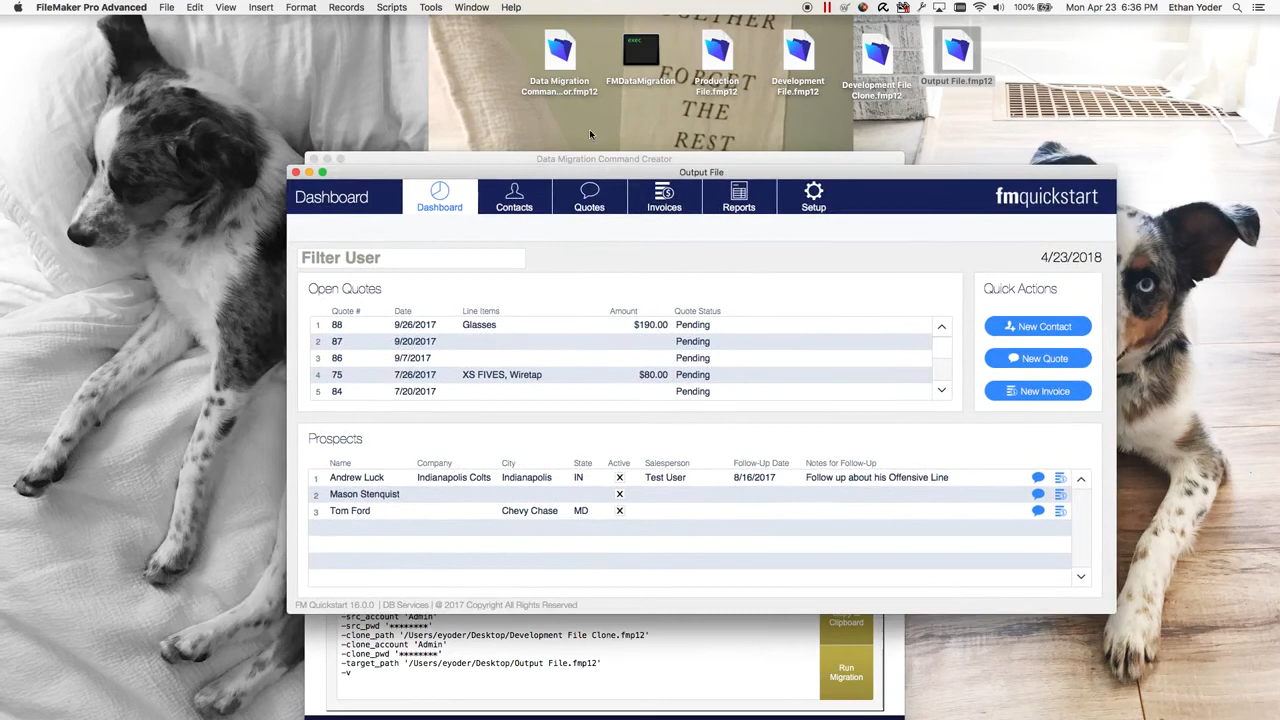 FileMaker Pro Advanced File Edit View Insert Format Records Scripts Tools Window Help 100% Mon Apr 23 6:36 PM Ethan Yoder
TOGETHER
FORGET
THE
REST
exec
Data Migration
Comman...or.fmp12
FMDataMigration
Production
File.fmp12
Development
File.fmp12
Development File
Clone.fmp12
Output File.fmp12
Data Migration Command Creator
Output File
Dashboard
Dashboard
Contacts
Quotes
Invoices
Reports
Setup
fmquickstart
Filter User
4/23/2018
Open Quotes
Quote # Date Line Items Amount Quote Status
1 88 9/26/2017 Glasses $190.00 Pending
2 87 9/20/2017 Pending
3 86 9/7/2017 Pending
4 75 7/26/2017 XS FIVES, Wiretap $80.00 Pending
5 84 7/20/2017 Pending
Quick Actions
New Contact
New Quote
New Invoice
Prospects
Name Company City State Active Salesperson Follow-Up Date Notes for Follow-Up
1 Andrew Luck Indianapolis Colts Indianapolis IN X Test User 8/16/2017 Follow up about his Offensive Line
2 Mason Stenquist X
3 Tom Ford Chevy Chase MD X
FM Quickstart 16.0.0 | DB Services | @ 2017 Copyright All Rights Reserved
-src_account 'Admin'
-src_pwd '********'
-clone_path '/Users/eyoder/Desktop/Development File Clone.fmp12'
-clone_account 'Admin'
-clone_pwd '********'
-target_path '/Users/eyoder/Desktop/Output File.fmp12'
-v
Clipboard
Run
Migration